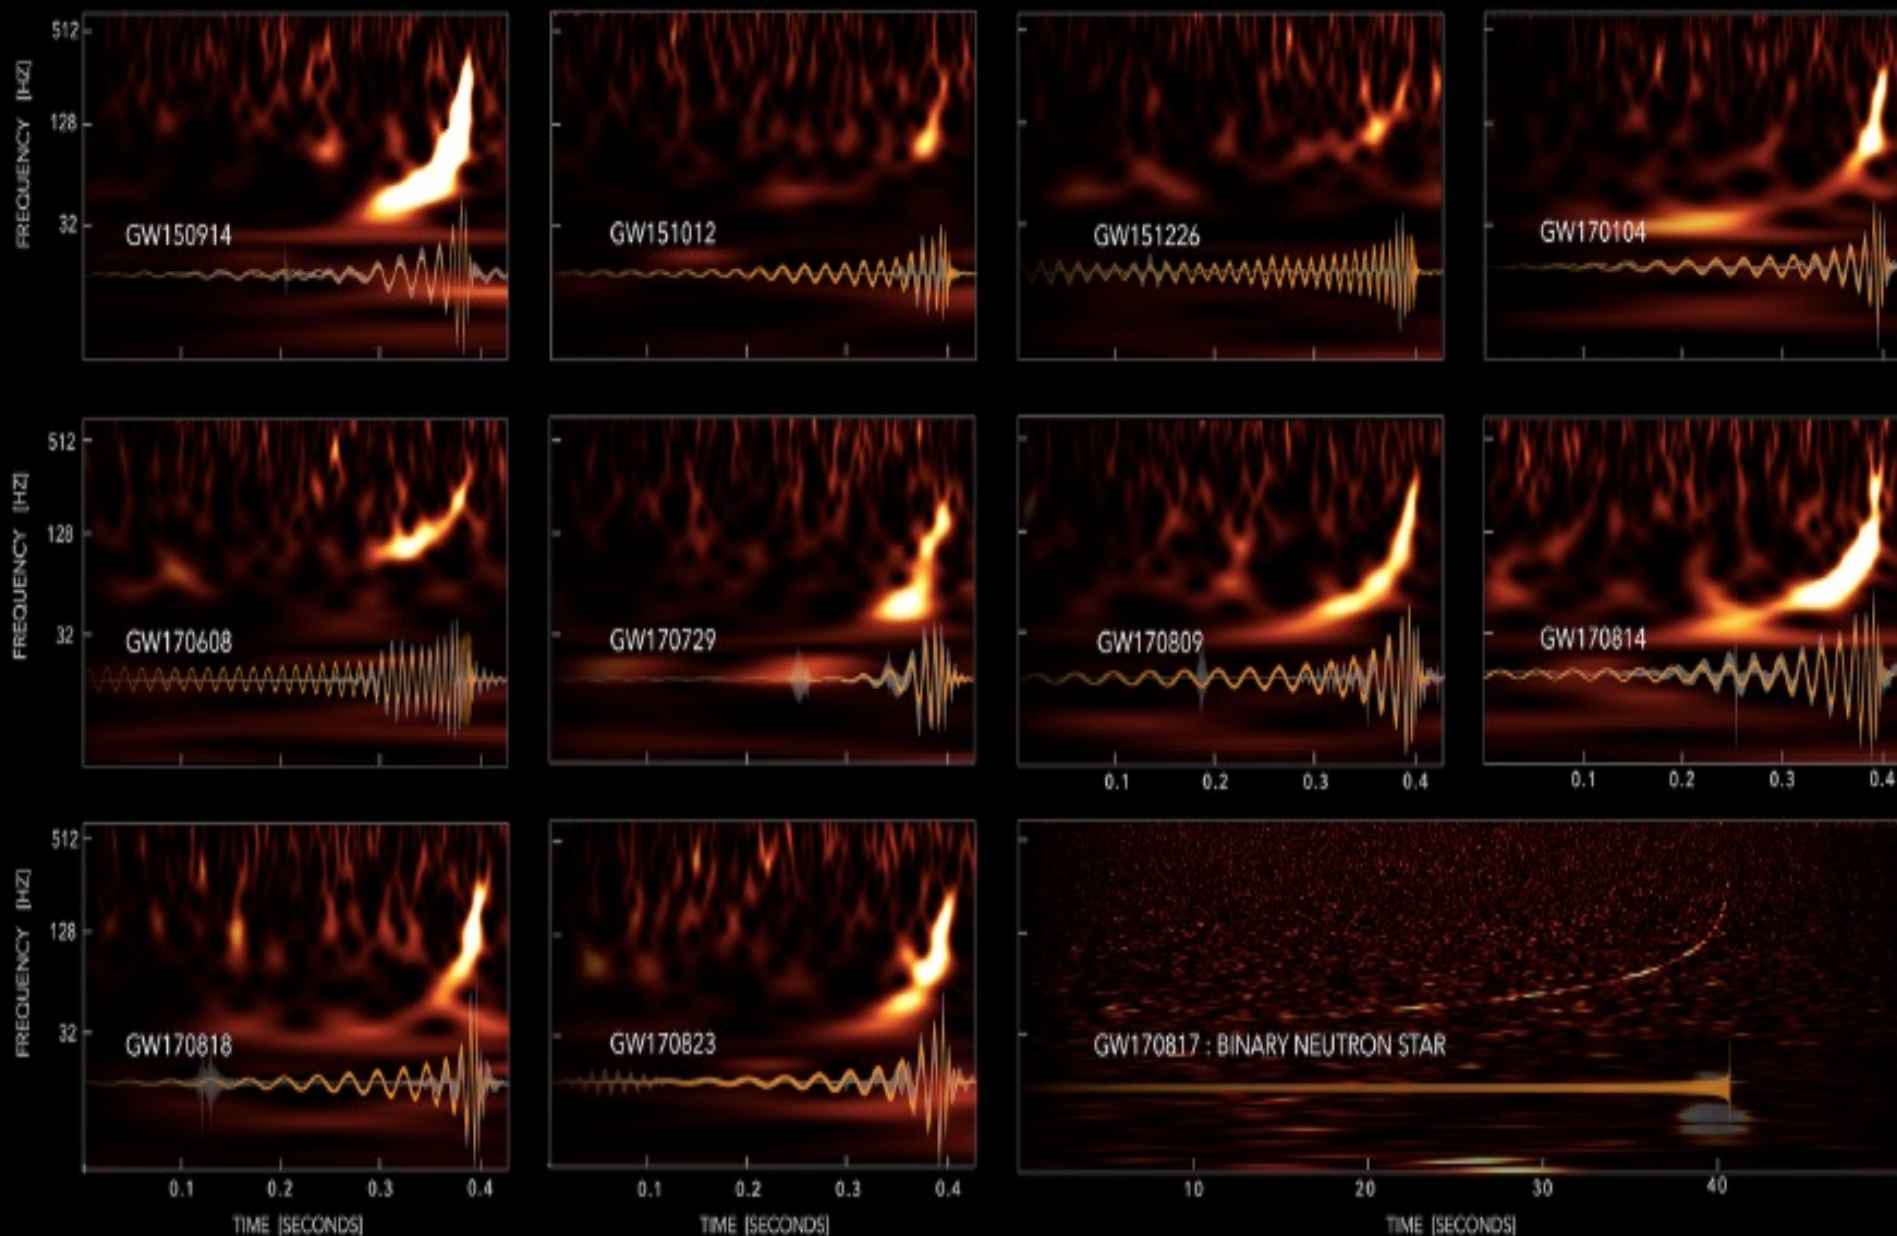 FREQUENCY [HZ]
512
128
32
GW150914
GW151012
GW151226
GW170104
FREQUENCY [HZ]
512
128
32
GW170608
GW170729
GW170809
GW170814
0.1 0.2 0.3 0.4
0.1 0.2 0.3 0.4
FREQUENCY [HZ]
512
128
32
GW170818
GW170823
GW170817 : BINARY NEUTRON STAR
0.1 0.2 0.3 0.4
0.1 0.2 0.3 0.4
10 20 30 40
TIME [SECONDS]
TIME [SECONDS]
TIME [SECONDS]